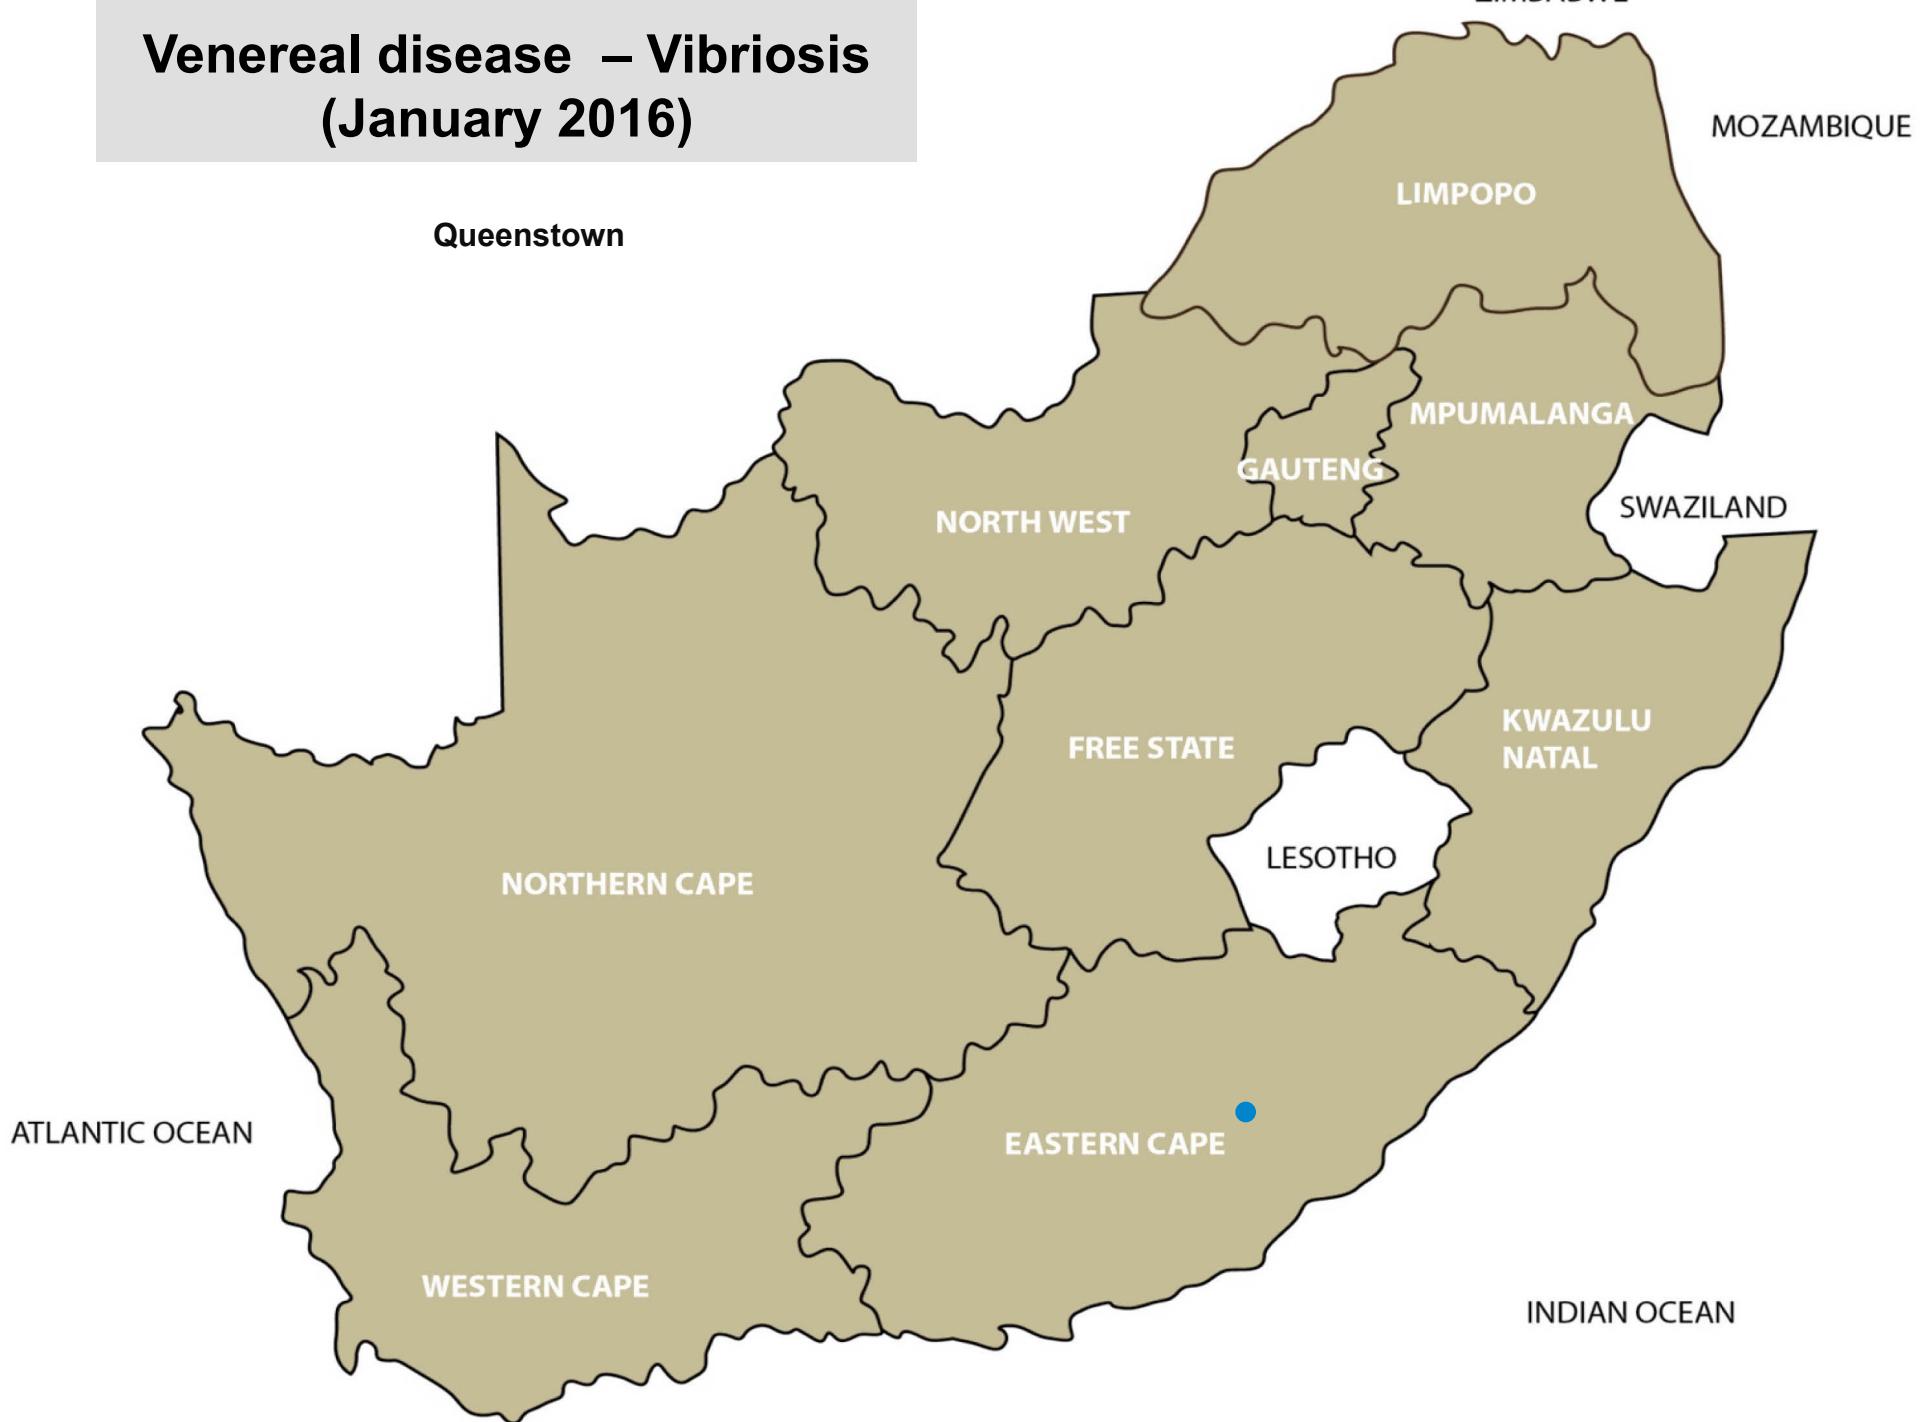 Venereal disease – Vibriosis
(January 2016)
Queenstown
MOZAMBIQUE
LIMPOPO
MPUMALANGA
GAUTENG
SWAZILAND
NORTH WEST
KWAZULU
NATAL
FREE STATE
LESOTHO
NORTHERN CAPE
ATLANTIC OCEAN
EASTERN CAPE
WESTERN CAPE
INDIAN OCEAN